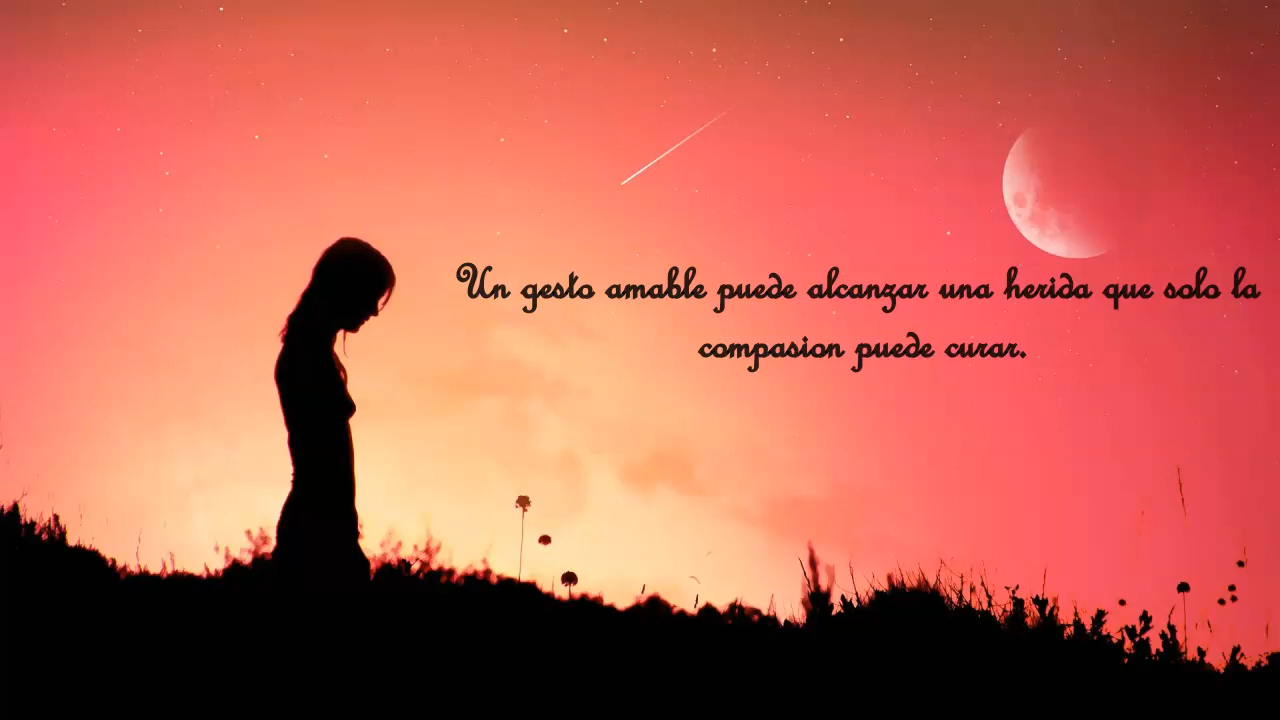 Un gesto amable puede alcanzar una herida que solo la
compasion puede curar.